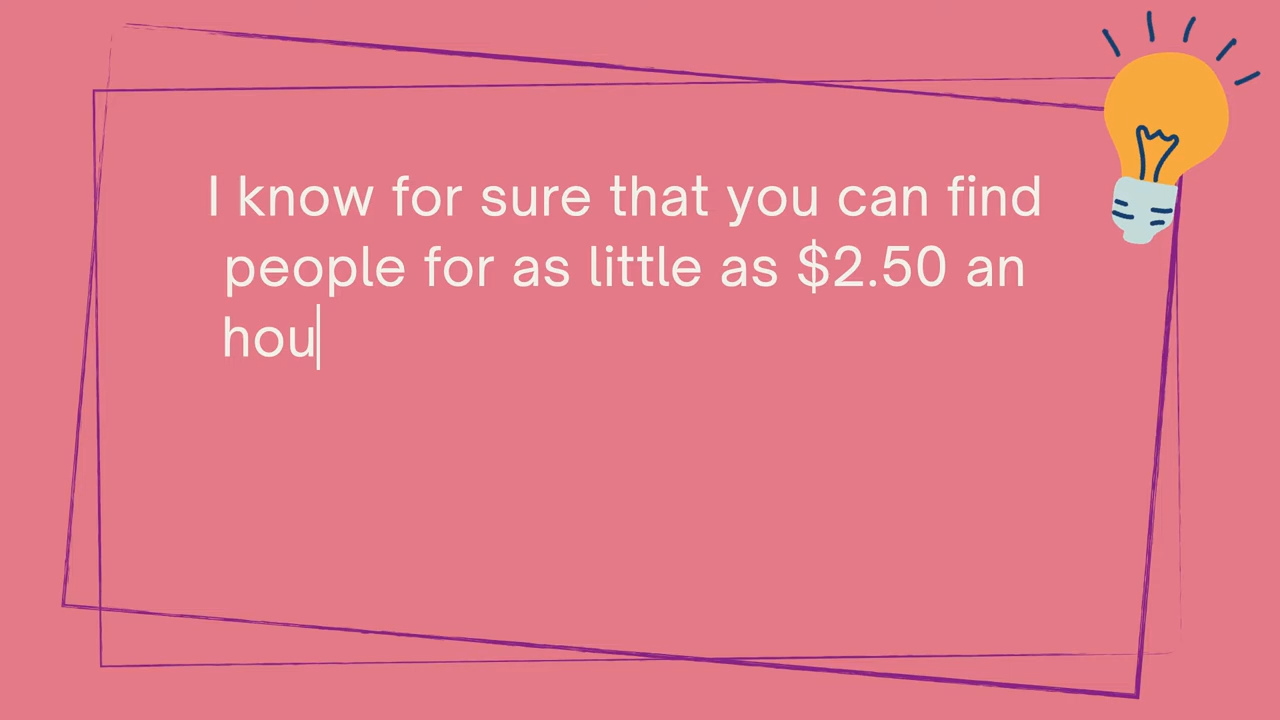 I know for sure that you can find
people for as little as $2.50 an
hou